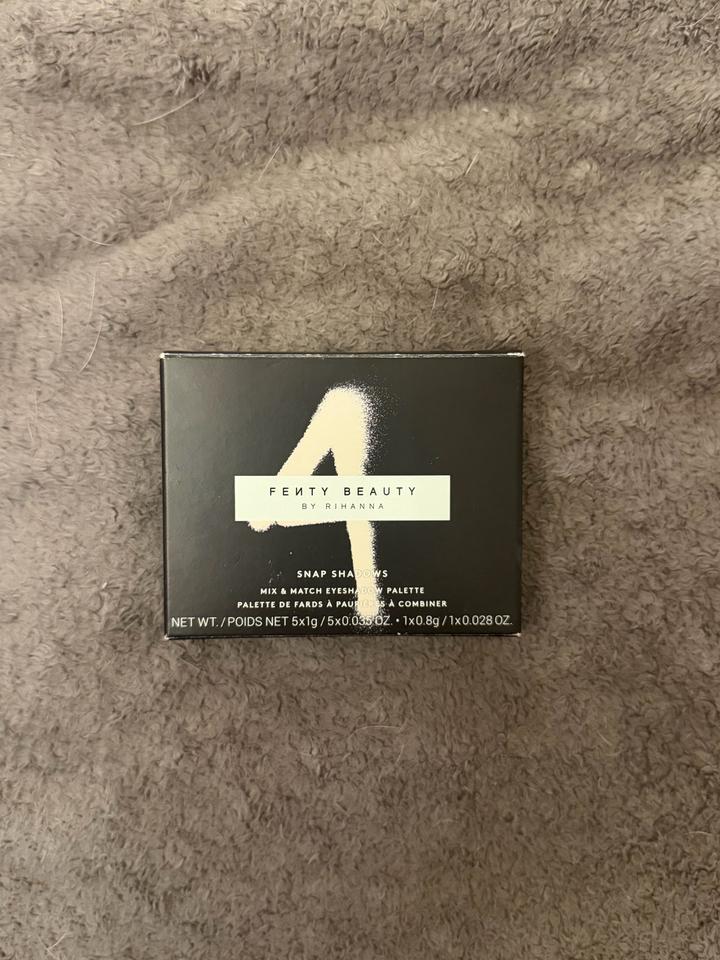 4
FENTY BEAUTY
BY RIHANNA
SNAP SHADOWS
MIX & MATCH EYESHADOW PALETTE
PALETTE DE FARDS À PAUPIÈRES À COMBINER
NET WT. / POIDS NET 5x1g / 5x0.035 OZ. • 1x0.8g / 1x0.028 OZ.